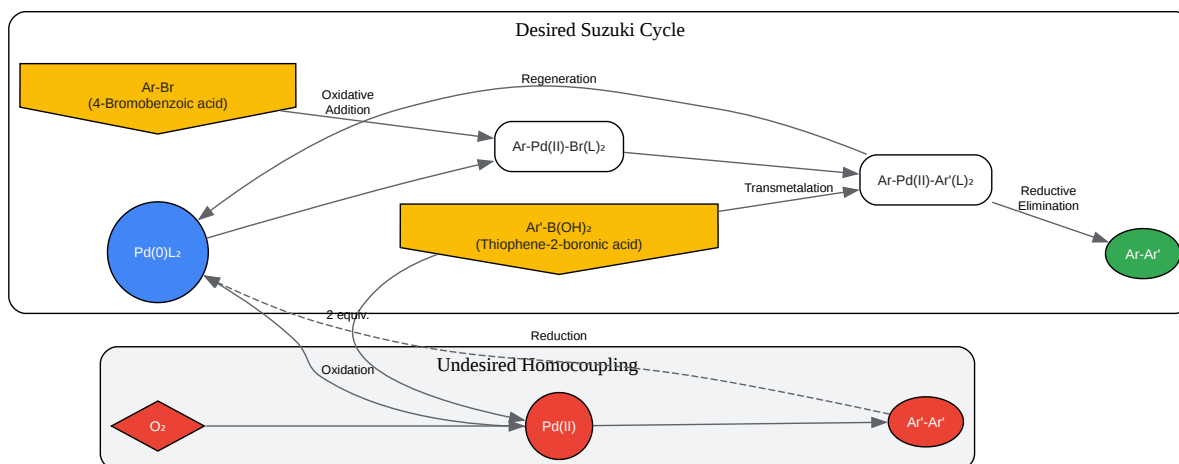 Desired Suzuki Cycle
Regeneration
Ar-Br
(4-Bromobenzoic acid)
Oxidative
Addition
Ar-Pd(II)-Br(L)₂
Ar-Pd(II)-Ar'(L)₂
Transmetalation
Reductive
Elimination
Ar'-B(OH)₂
(Thiophene-2-boronic acid)
Pd(0)L₂
Ar-Ar'
2 equiv.
Reduction
Undesired Homocoupling
Oxidation
O₂
Pd(II)
Ar'-Ar'